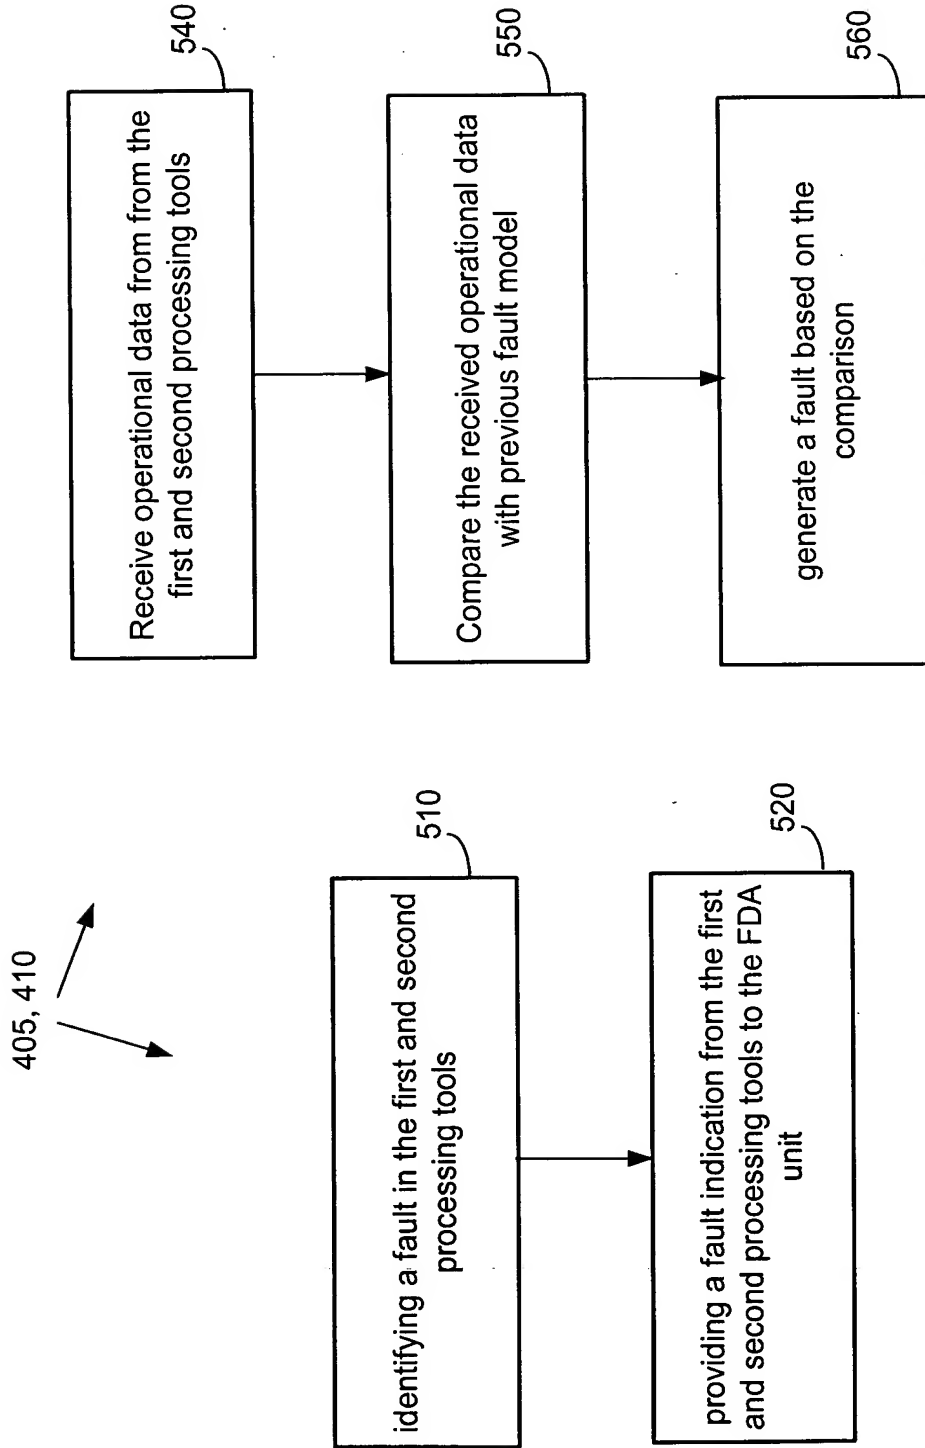 405, 410
identifying a fault in the first and second
processing tools
510
providing a fault indication from the first
and second processing tools to the FDA
unit
520
Receive operational data from from the
first and second processing tools
540
Compare the received operational data
with previous fault model
550
generate a fault based on the
comparison
560